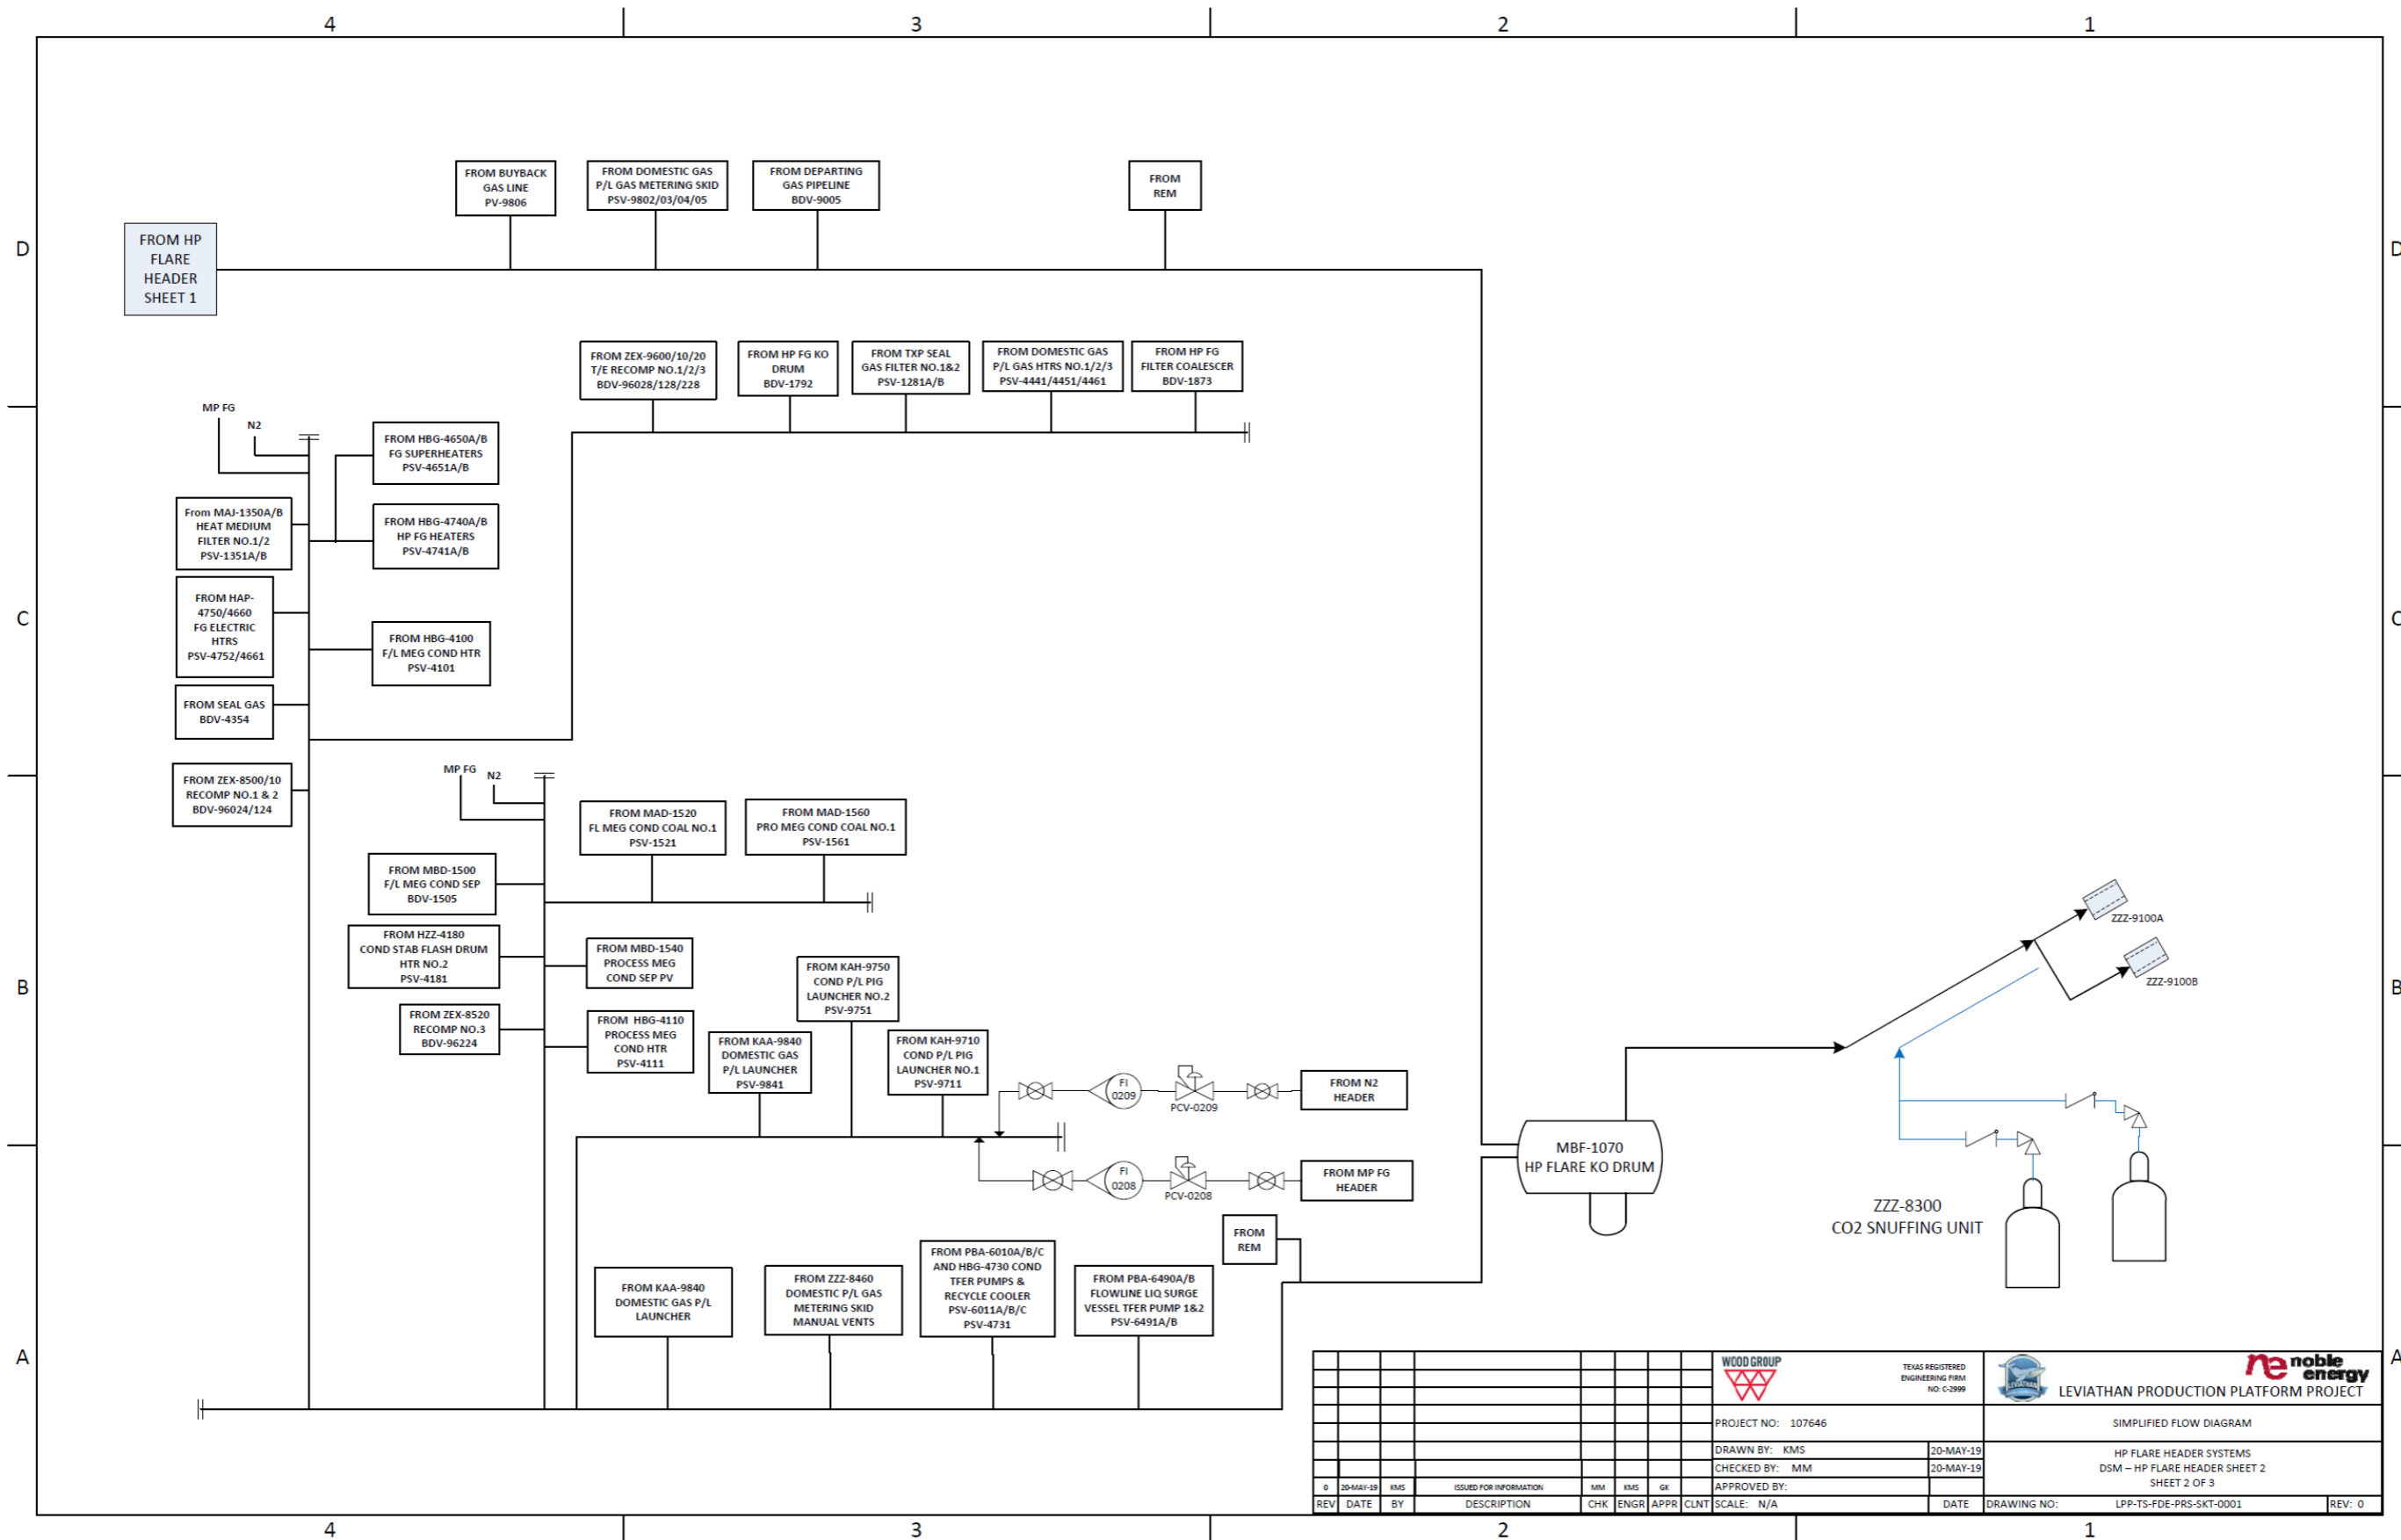 4
3
2
1
D
D
C
C
B
B
A
A
FROM HP
FLARE
HEADER
SHEET 1
FROM BUYBACK
GAS LINE
PV-9806
FROM DOMESTIC GAS
P/L GAS METERING SKID
PSV-9802/03/04/05
FROM DEPARTING
GAS PIPELINE
BDV-9005
FROM
REM
FROM ZEX-9600/10/20
T/E RECOMP NO.1/2/3
BDV-96028/128/228
FROM HP FG KO
DRUM
BDV-1792
FROM TXP SEAL
GAS FILTER NO.1&2
PSV-1281A/B
FROM DOMESTIC GAS
P/L GAS HTRS NO.1/2/3
PSV-4441/4451/4461
FROM HP FG
FILTER COALESCER
BDV-1873
MP FG
N2
FROM HBG-4650A/B
FG SUPERHEATERS
PSV-4651A/B
From MAJ-1350A/B
HEAT MEDIUM
FILTER NO.1/2
PSV-1351A/B
FROM HBG-4740A/B
HP FG HEATERS
PSV-4741A/B
FROM HAP-
4750/4660
FG ELECTRIC
HTRS
PSV-4752/4661
FROM HBG-4100
F/L MEG COND HTR
PSV-4101
FROM SEAL GAS
BDV-4354
FROM ZEX-8500/10
RECOMP NO.1 & 2
BDV-96024/124
MP FG
N2
FROM MAD-1520
FL MEG COND COAL NO.1
PSV-1521
FROM MAD-1560
PRO MEG COND COAL NO.1
PSV-1561
FROM MBD-1500
F/L MEG COND SEP
BDV-1505
FROM HZZ-4180
COND STAB FLASH DRUM
HTR NO.2
PSV-4181
FROM MBD-1540
PROCESS MEG
COND SEP PV
FROM ZEX-8520
RECOMP NO.3
BDV-96224
FROM HBG-4110
PROCESS MEG
COND HTR
PSV-4111
FROM KAA-9840
DOMESTIC GAS
P/L LAUNCHER
PSV-9841
FROM KAH-9750
COND P/L PIG
LAUNCHER NO.2
PSV-9751
FROM KAH-9710
COND P/L PIG
LAUNCHER NO.1
PSV-9711
FI
0209
PCV-0209
FROM N2
HEADER
FI
0208
PCV-0208
FROM MP FG
HEADER
FROM
REM
FROM KAA-9840
DOMESTIC GAS P/L
LAUNCHER
FROM ZZZ-8460
DOMESTIC P/L GAS
METERING SKID
MANUAL VENTS
FROM PBA-6010A/B/C
AND HBG-4730 COND
TFER PUMPS &
RECYCLE COOLER
PSV-6011A/B/C
PSV-4731
FROM PBA-6490A/B
FLOWLINE LIQ SURGE
VESSEL TFER PUMP 1&2
PSV-6491A/B
MBF-1070
HP FLARE KO DRUM
ZZZ-9100A
ZZZ-9100B
ZZZ-8300
CO2 SNUFFING UNIT
WOOD GROUP
TEXAS REGISTERED
ENGINEERING FIRM
NO: C-2999
LEVIATHAN
noble
energy
LEVIATHAN PRODUCTION PLATFORM PROJECT
PROJECT NO: 107646
SIMPLIFIED FLOW DIAGRAM
DRAWN BY: KMS 20-MAY-19
CHECKED BY: MM 20-MAY-19
APPROVED BY:
HP FLARE HEADER SYSTEMS
DSM – HP FLARE HEADER SHEET 2
SHEET 2 OF 3
0 20-MAY-19 KMS ISSUED FOR INFORMATION MM KMS GK
REV DATE BY DESCRIPTION CHK ENGR APPR CLNT SCALE: N/A DATE DRAWING NO: LPP-TS-FDE-PRS-SKT-0001 REV: 0
4
3
2
1